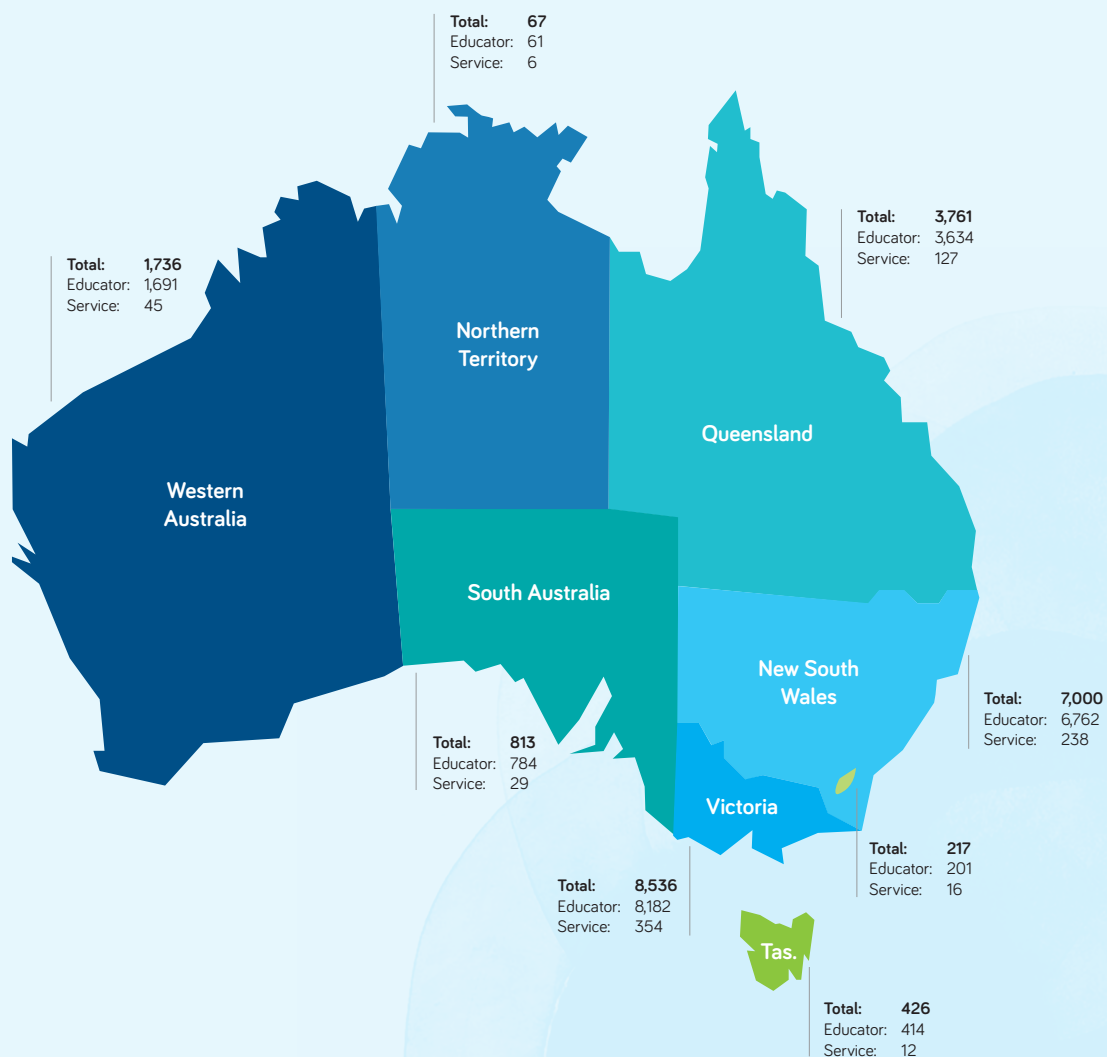 Total: 67
Educator: 61
Service: 6
Total: 3,761
Educator: 3,634
Service: 127
Total: 1,736
Educator: 1,691
Service: 45
Northern
Territory
Queensland
Western
Australia
South Australia
New South
Wales
Total: 7,000
Educator: 6,762
Service: 238
Total: 813
Educator: 784
Service: 29
Victoria
Total: 217
Educator: 201
Service: 16
Total: 8,536
Educator: 8,182
Service: 354
Tas.
Total: 426
Educator: 414
Service: 12